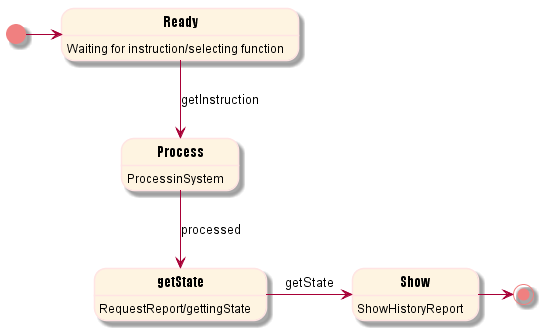 Ready
Waiting for instruction/selecting function
getInstruction
Process
ProcessinSystem
processed
getState
RequestReport/gettingState
getState
Show
ShowHistoryReport